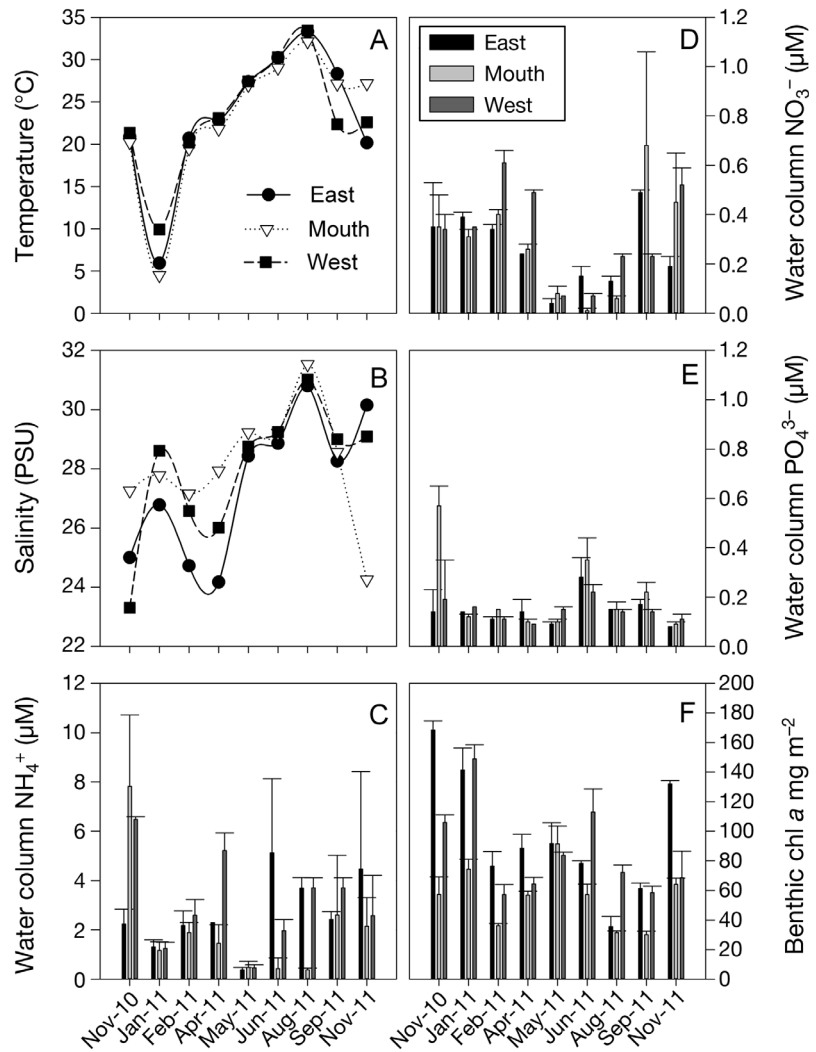 A
Temperature (°C)
35
30
25
20
15
10
5
0
East
Mouth
West
D
Water column NO₃⁻ (µM)
1.2
1.0
0.8
0.6
0.4
0.2
0.0
East
Mouth
West
B
Salinity (PSU)
32
30
28
26
24
22
E
Water column PO₄³⁻ (µM)
1.2
1.0
0.8
0.6
0.4
0.2
0.0
C
Water column NH₄⁺ (µM)
12
10
8
6
4
2
0
Nov-10
Jan-11
Feb-11
Apr-11
May-11
Jun-11
Aug-11
Sep-11
Nov-11
F
Benthic chl a mg m⁻²
200
180
160
140
120
100
80
60
40
20
0
Nov-10
Jan-11
Feb-11
Apr-11
May-11
Jun-11
Aug-11
Sep-11
Nov-11